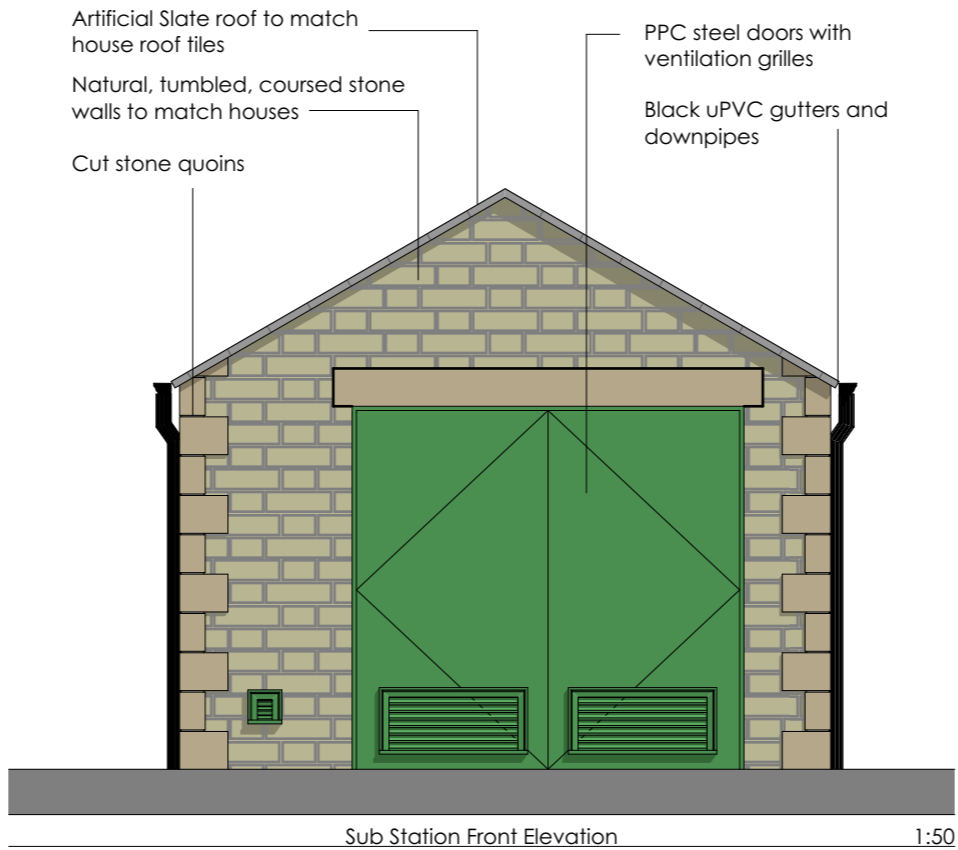 Artificial Slate roof to match
house roof tiles
Natural, tumbled, coursed stone
walls to match houses
Cut stone quoins
PPC steel doors with
ventilation grilles
Black uPVC gutters and
downpipes
Sub Station Front Elevation 1:50